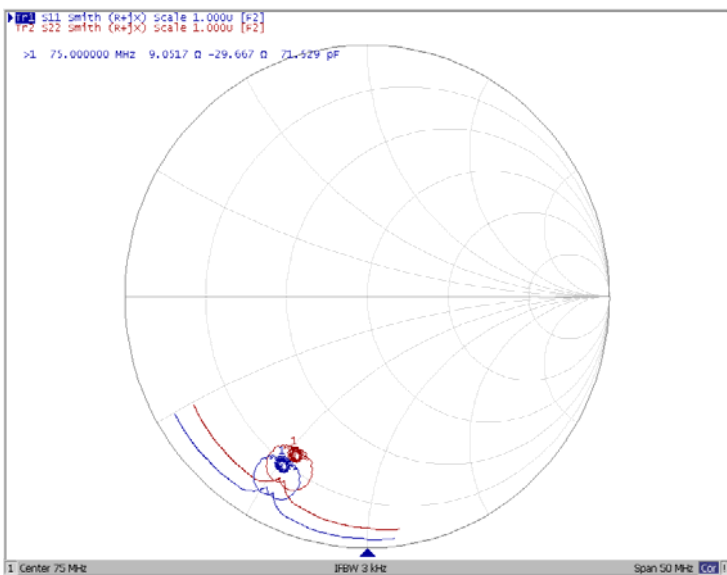 Tr1 S11 Smith (R+jX) Scale 1.000U [F2]
Tr2 S22 Smith (R+jX) Scale 1.000U [F2]
>1 75.000000 MHz 9.0517 Ω -29.667 Ω 71.529 pF
1
1
1 Center 75 MHz IFBW 3 kHz Span 50 MHz Cor